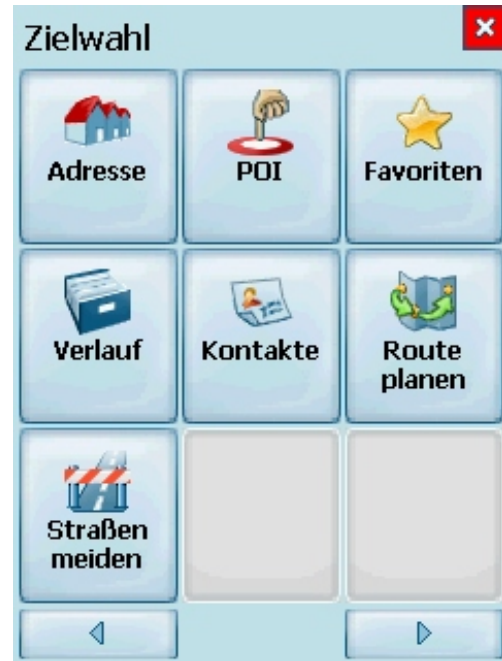 Zielwahl
Adresse
POI
Favoriten
Verlauf
Kontakte
Route
planen
Straßen
meiden